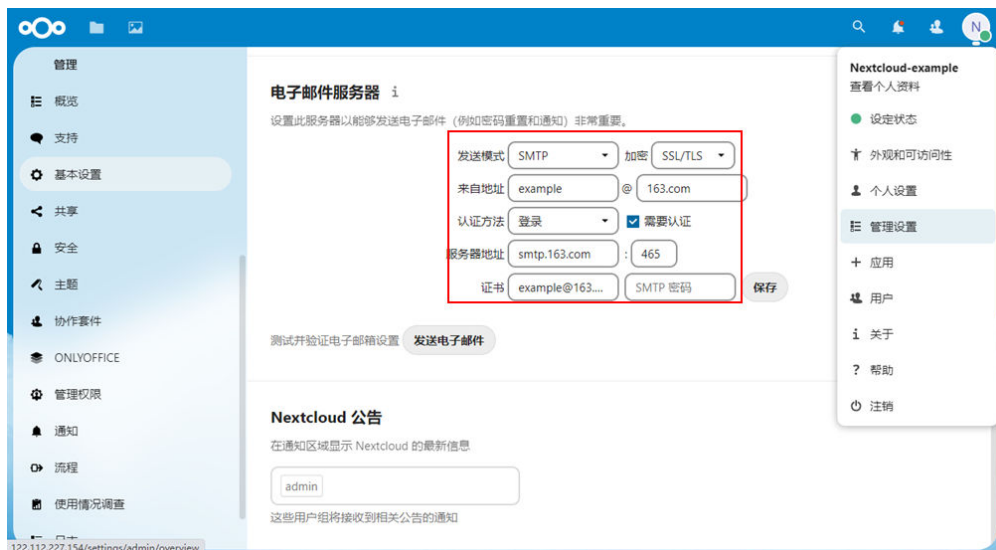 N
管理
概览
支持
基本设置
共享
安全
主题
协作套件
ONLYOFFICE
管理权限
通知
流程
使用情况调查
日志
122.112.227.154/settings/admin/overview
电子邮件服务器 i
设置此服务器以能够发送电子邮件（例如密码重置和通知）非常重要。
发送模式 SMTP 加密 SSL/TLS
来自地址 example @ 163.com
认证方法 登录 需要认证
服务器地址 smtp.163.com : 465
证书 example@163.... SMTP 密码 保存
测试并验证电子邮箱设置 发送电子邮件
Nextcloud 公告
在通知区域显示 Nextcloud 的最新信息
admin
这些用户组将接收到相关公告的通知
Nextcloud-example
查看个人资料
设定状态
外观和可访问性
个人设置
管理设置
应用
用户
关于
帮助
注销